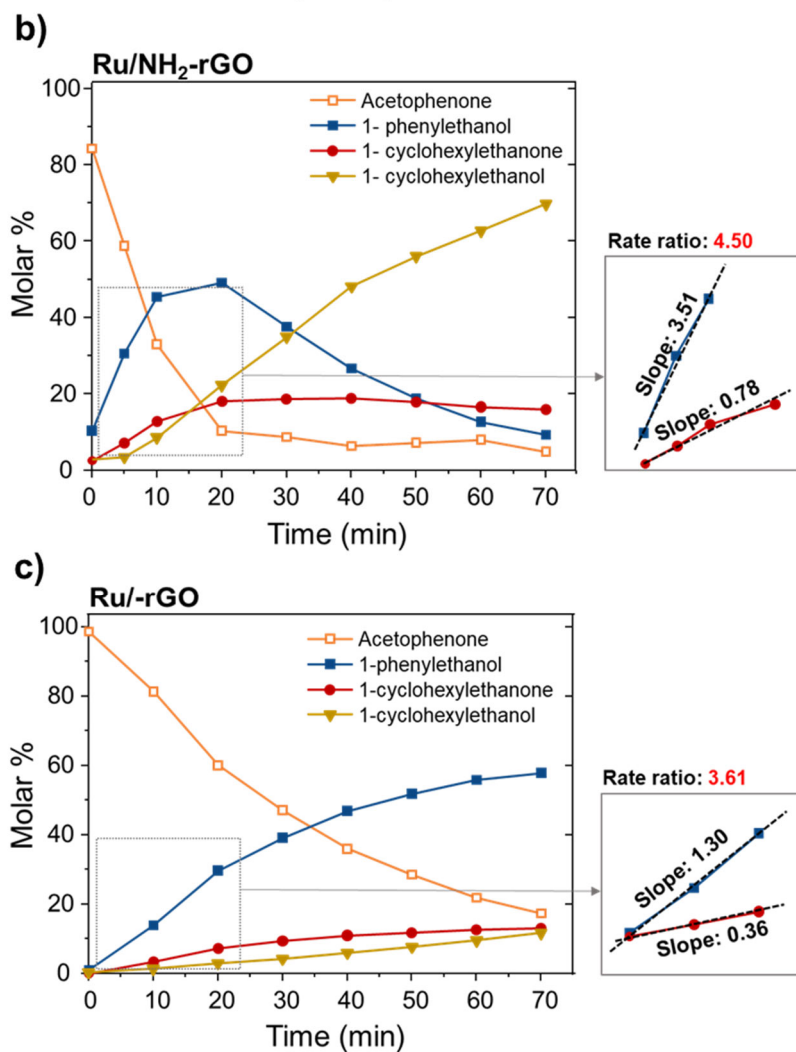 b)
Ru/NH₂-rGO
100
80
60
40
20
0
Molar %
Acetophenone
1- phenylethanol
1- cyclohexylethanone
1- cyclohexylethanol
0 10 20 30 40 50 60 70
Time (min)
Rate ratio: 4.50
Slope: 3.51
Slope: 0.78
c)
Ru/-rGO
100
80
60
40
20
0
Molar %
Acetophenone
1-phenylethanol
1-cyclohexylethanone
1-cyclohexylethanol
0 10 20 30 40 50 60 70
Time (min)
Rate ratio: 3.61
Slope: 1.30
Slope: 0.36